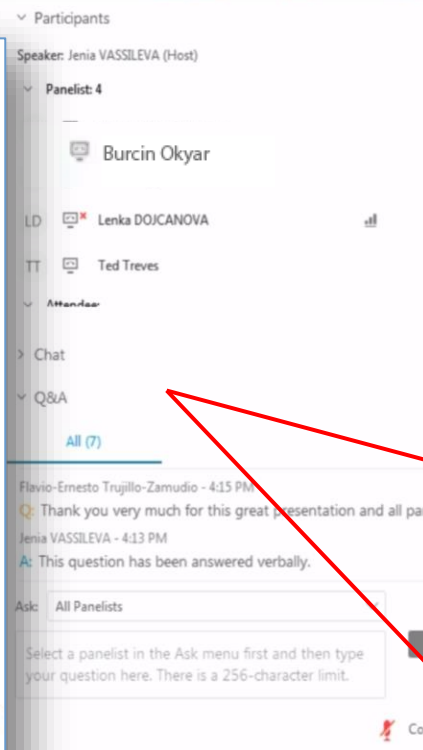 Participants
Speaker: Jenia VASSILEVA (Host)
Panelist: 4
Burcin Okyar
LD Lenka DOJCANOVA
TT Ted Treves
Attendee:
Chat
Q&A
All (7)
Flavio-Ernesto Trujillo-Zamudio - 4:15 PM
Q: Thank you very much for this great presentation and all pa
Jenia VASSILEVA - 4:13 PM
A: This question has been answered verbally.
Ask: All Panelists
Select a panelist in the Ask menu first and then type
your question here. There is a 256-character limit.
Co